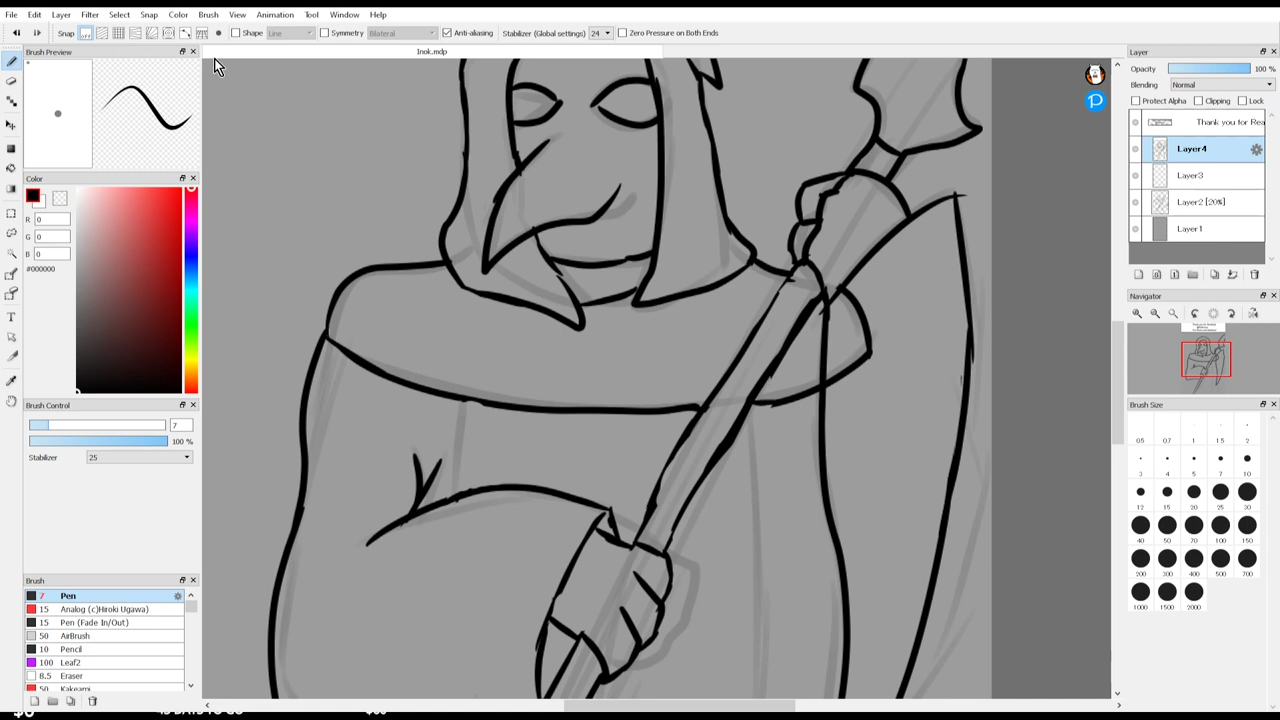 File Edit Layer Filter Select Snap Color Brush View Animation Tool Window Help
Snap OFF Shape Line Symmetry Bilateral Anti-aliasing Stabilizer (Global settings) 24 Zero Pressure on Both Ends
Brush Preview
Inok.mdp
Color
R 0
G 0
B 0
#000000
Brush Control
7
100 %
Stabilizer 25
Brush
7 Pen
15 Analog (c)Hiroki Ugawa)
15 Pen (Fade In/Out)
50 AirBrush
10 Pencil
100 Leaf2
8.5 Eraser
50 Kakeami
Layer
Opacity 100 %
Blending Normal
Protect Alpha Clipping Lock
Thank you for Rea
Layer4
Layer3
Layer2 [20%]
Layer1
Navigator
Brush Size
0.5 0.7 1 1.5 2
3 4 5 7 10
12 15 20 25 30
40 50 70 100 150
200 300 400 500 700
1000 1500 2000